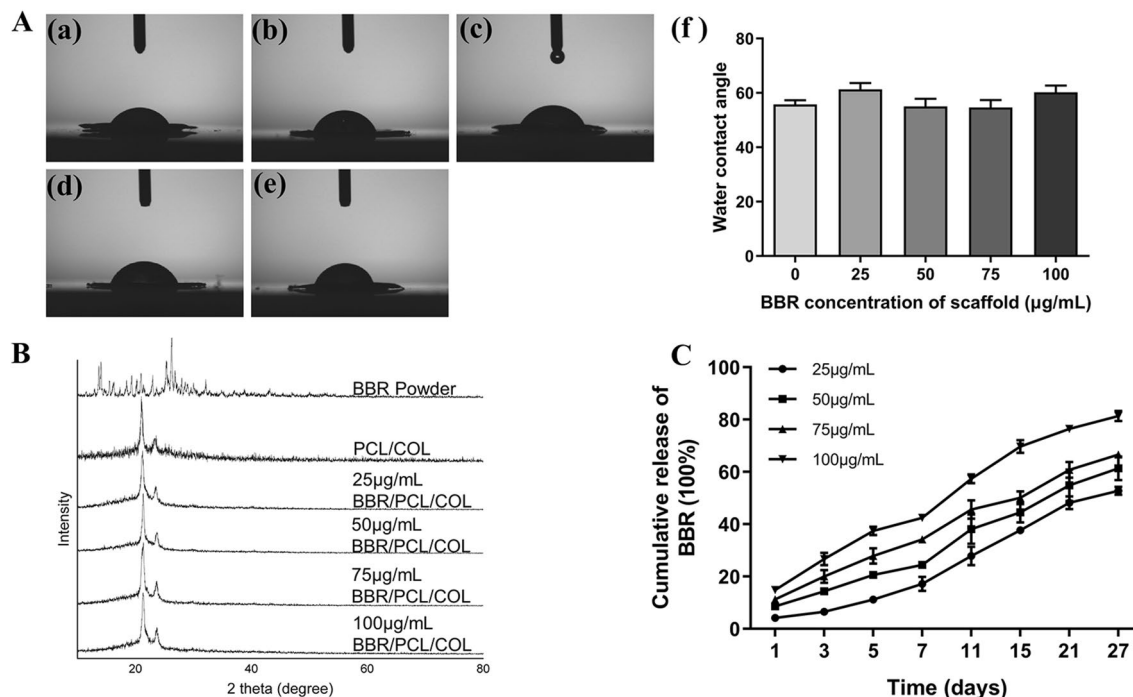 A
(a)
(b)
(c)
(d)
(e)
(f )
80
60
40
20
0
Water contact angle
0 25 50 75 100
BBR concentration of scaffold (µg/mL)
B
BBR Powder
PCL/COL
25µg/mL
BBR/PCL/COL
50µg/mL
BBR/PCL/COL
75µg/mL
BBR/PCL/COL
100µg/mL
BBR/PCL/COL
Intensity
20 40 60 80
2 theta (degree)
C
100
80
60
40
20
0
25µg/mL
50µg/mL
75µg/mL
100µg/mL
Cumulative release of
BBR (100%)
1 3 5 7 11 15 21 27
Time (days)